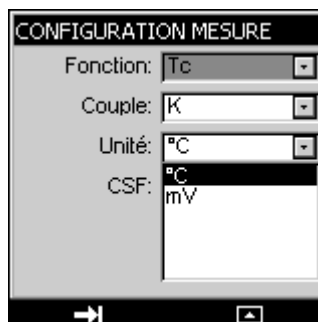 CONFIGURATION MESURE
Fonction: Tc
Couple: K
Unité: °C
CSF: °C
mV